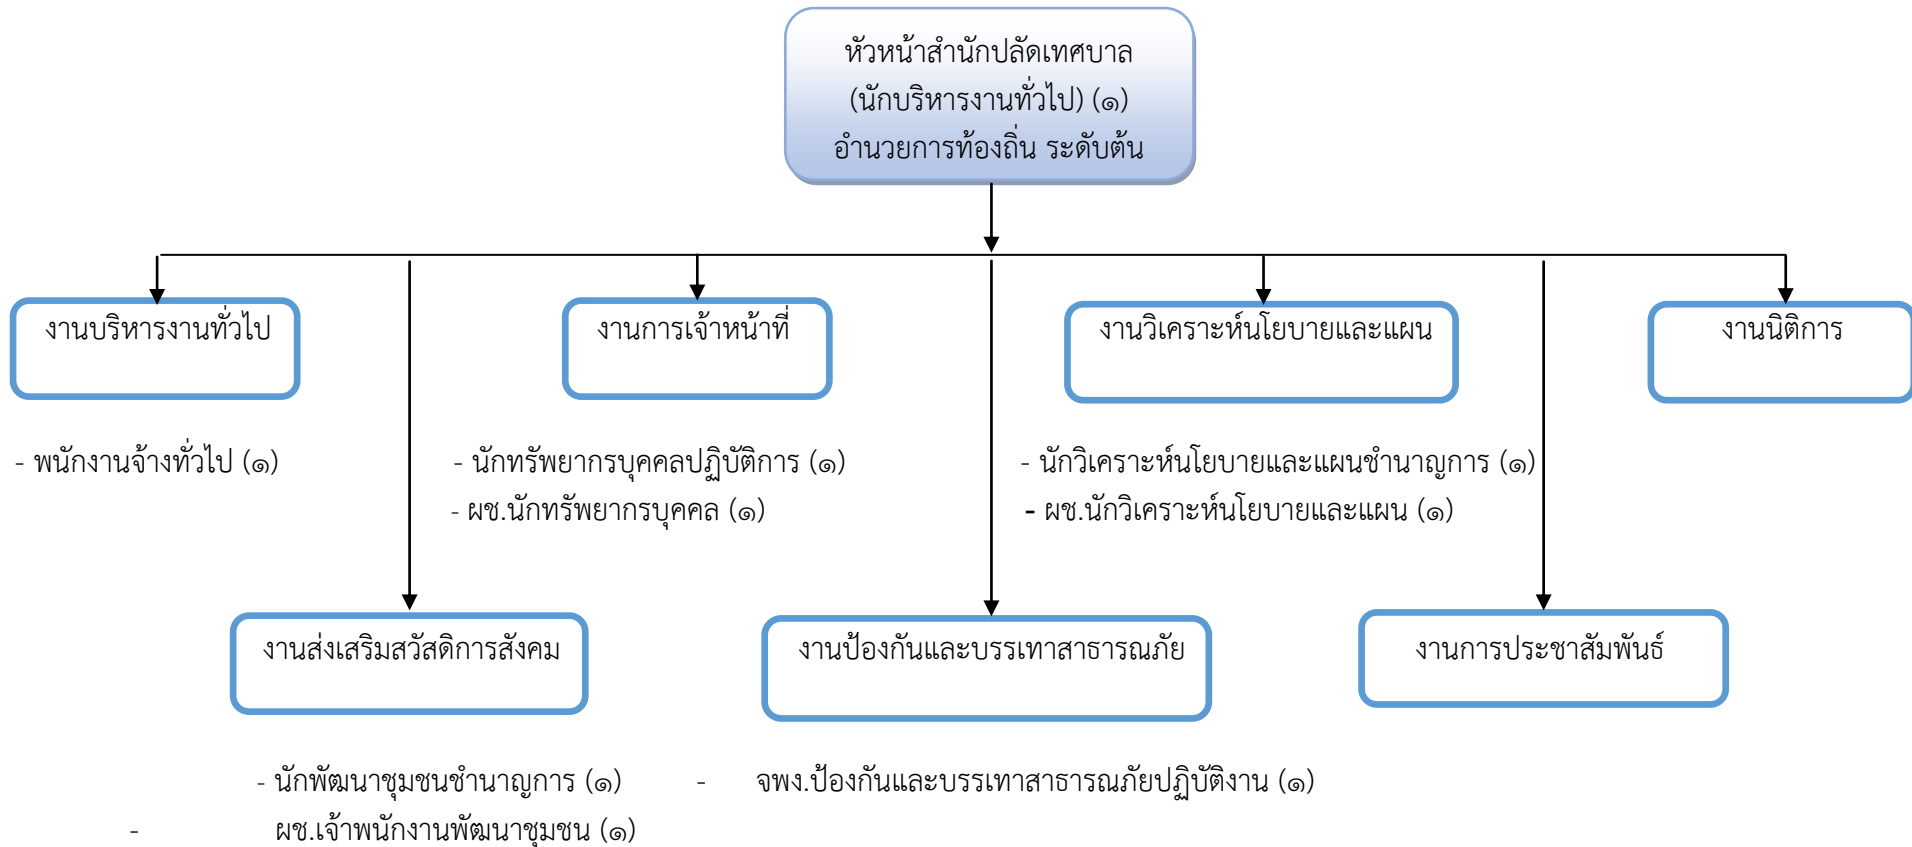 หัวหน้าสำนักปลัดเทศบาล
(นักบริหารงานทั่วไป) (๑)
อำนวยการท้องถิ่น ระดับต้น
งานบริหารงานทั่วไป
งานการเจ้าหน้าที่
งานวิเคราะห์นโยบายและแผน
งานนิติการ
- พนักงานจ้างทั่วไป (๑)
- นักทรัพยากรบุคคลปฏิบัติการ (๑)
- ผช.นักทรัพยากรบุคคล (๑)
- นักวิเคราะห์นโยบายและแผนชำนาญการ (๑)
- ผช.นักวิเคราะห์นโยบายและแผน (๑)
งานส่งเสริมสวัสดิการสังคม
งานป้องกันและบรรเทาสาธารณภัย
งานการประชาสัมพันธ์
- นักพัฒนาชุมชนชำนาญการ (๑)
- ผช.เจ้าพนักงานพัฒนาชุมชน (๑)
- จพง.ป้องกันและบรรเทาสาธารณภัยปฏิบัติงาน (๑)